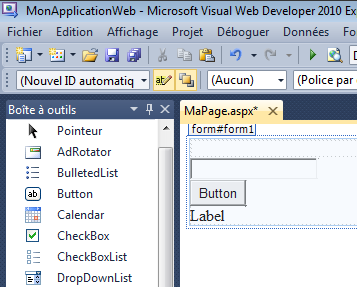 MonApplicationWeb - Microsoft Visual Web Developer 2010 Ex
Fichier Edition Affichage Projet Déboguer Données F
(Nouvel ID automatiq (Aucun) (Police par
Boîte à outils
MaPage.aspx*
form#form1
Pointeur
AdRotator
BulletedList
Button
Calendar
CheckBox
CheckBoxList
DropDownList
Button
Label